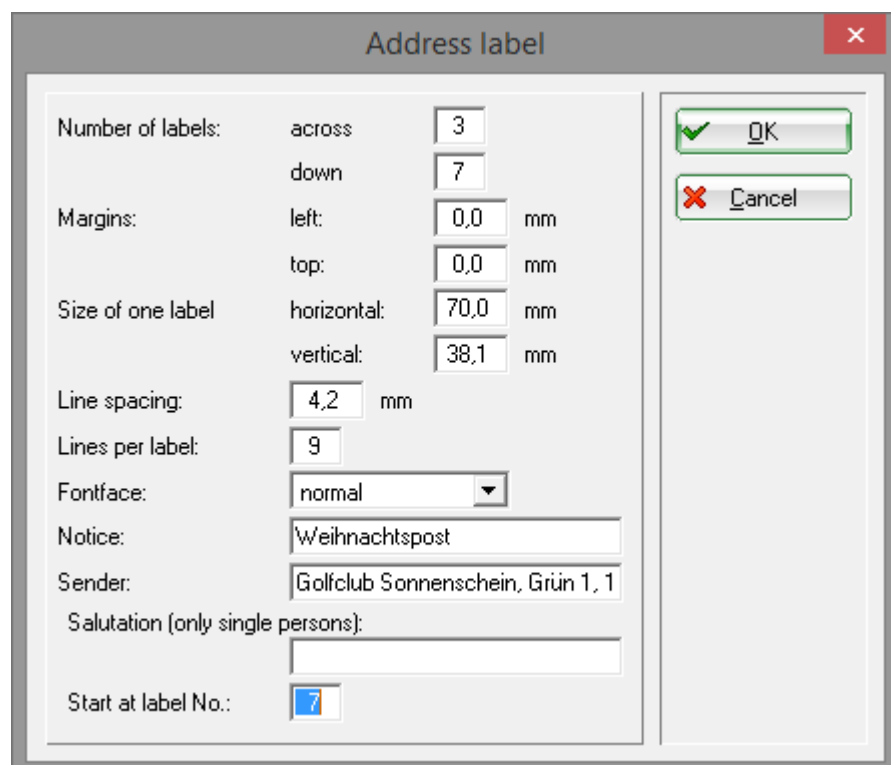 Address label
Number of labels: across 3
down 7
Margins: left: 0,0 mm
top: 0,0 mm
Size of one label horizontal: 70,0 mm
vertical: 38,1 mm
Line spacing: 4,2 mm
Lines per label: 9
Fontface: normal
Notice: Weihnachtspost
Sender: Golfclub Sonnenschein, Grün 1, 1
Salutation (only single persons):
Start at label No.: 7
OK
Cancel